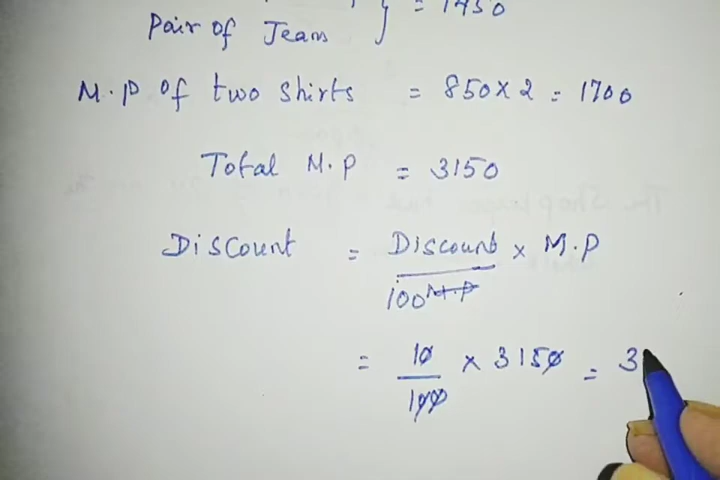 Pair of Jeans } = 1450
M.P of two shirts = 850 × 2 = 1700
Total M.P = 3150
Discount = Discount / 100 × M.P
= 10 / 100 × 3150 = 3